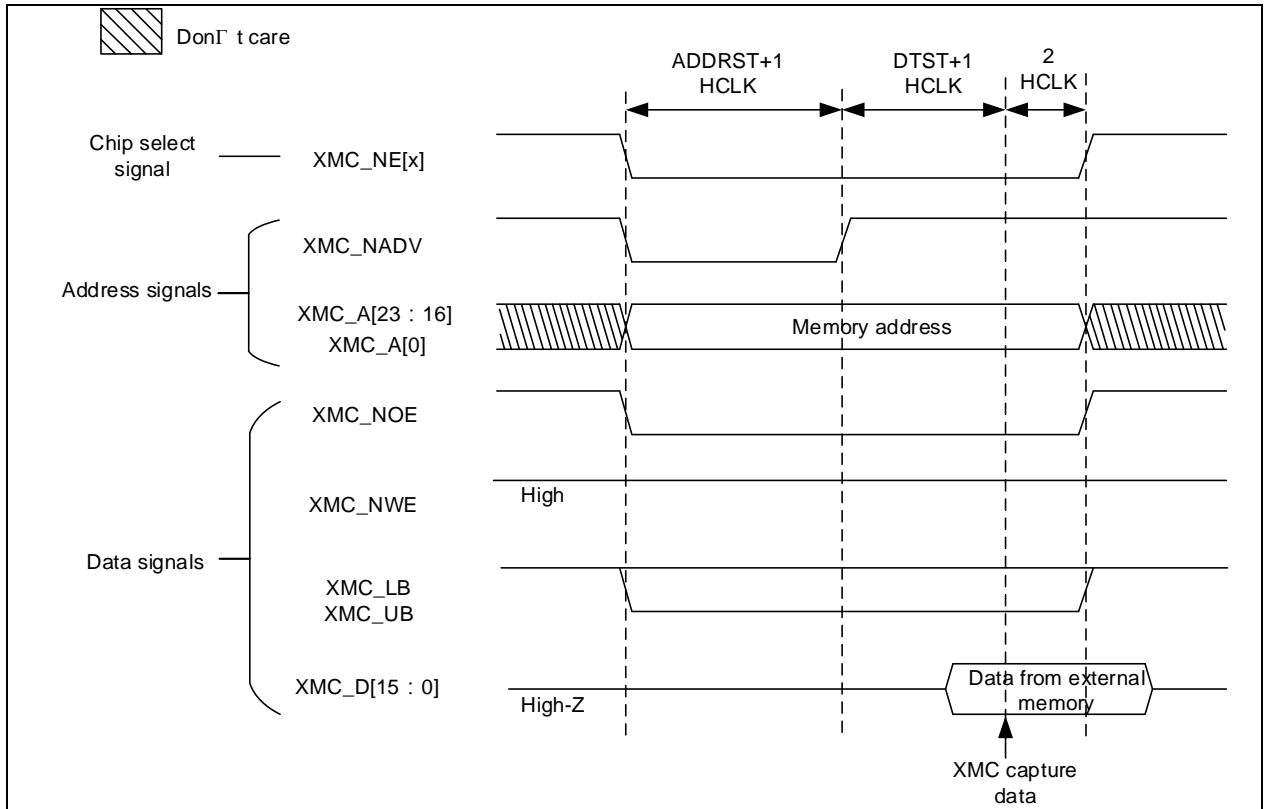 DonΓ t care
ADDRST+1
HCLK
DTST+1
HCLK
2
HCLK
Chip select
signal
XMC_NE[x]
XMC_NADV
Address signals
XMC_A[23 : 16]
XMC_A[0]
Memory address
XMC_NOE
XMC_NWE
High
Data signals
XMC_LB
XMC_UB
XMC_D[15 : 0]
High-Z
Data from external
memory
XMC capture
data